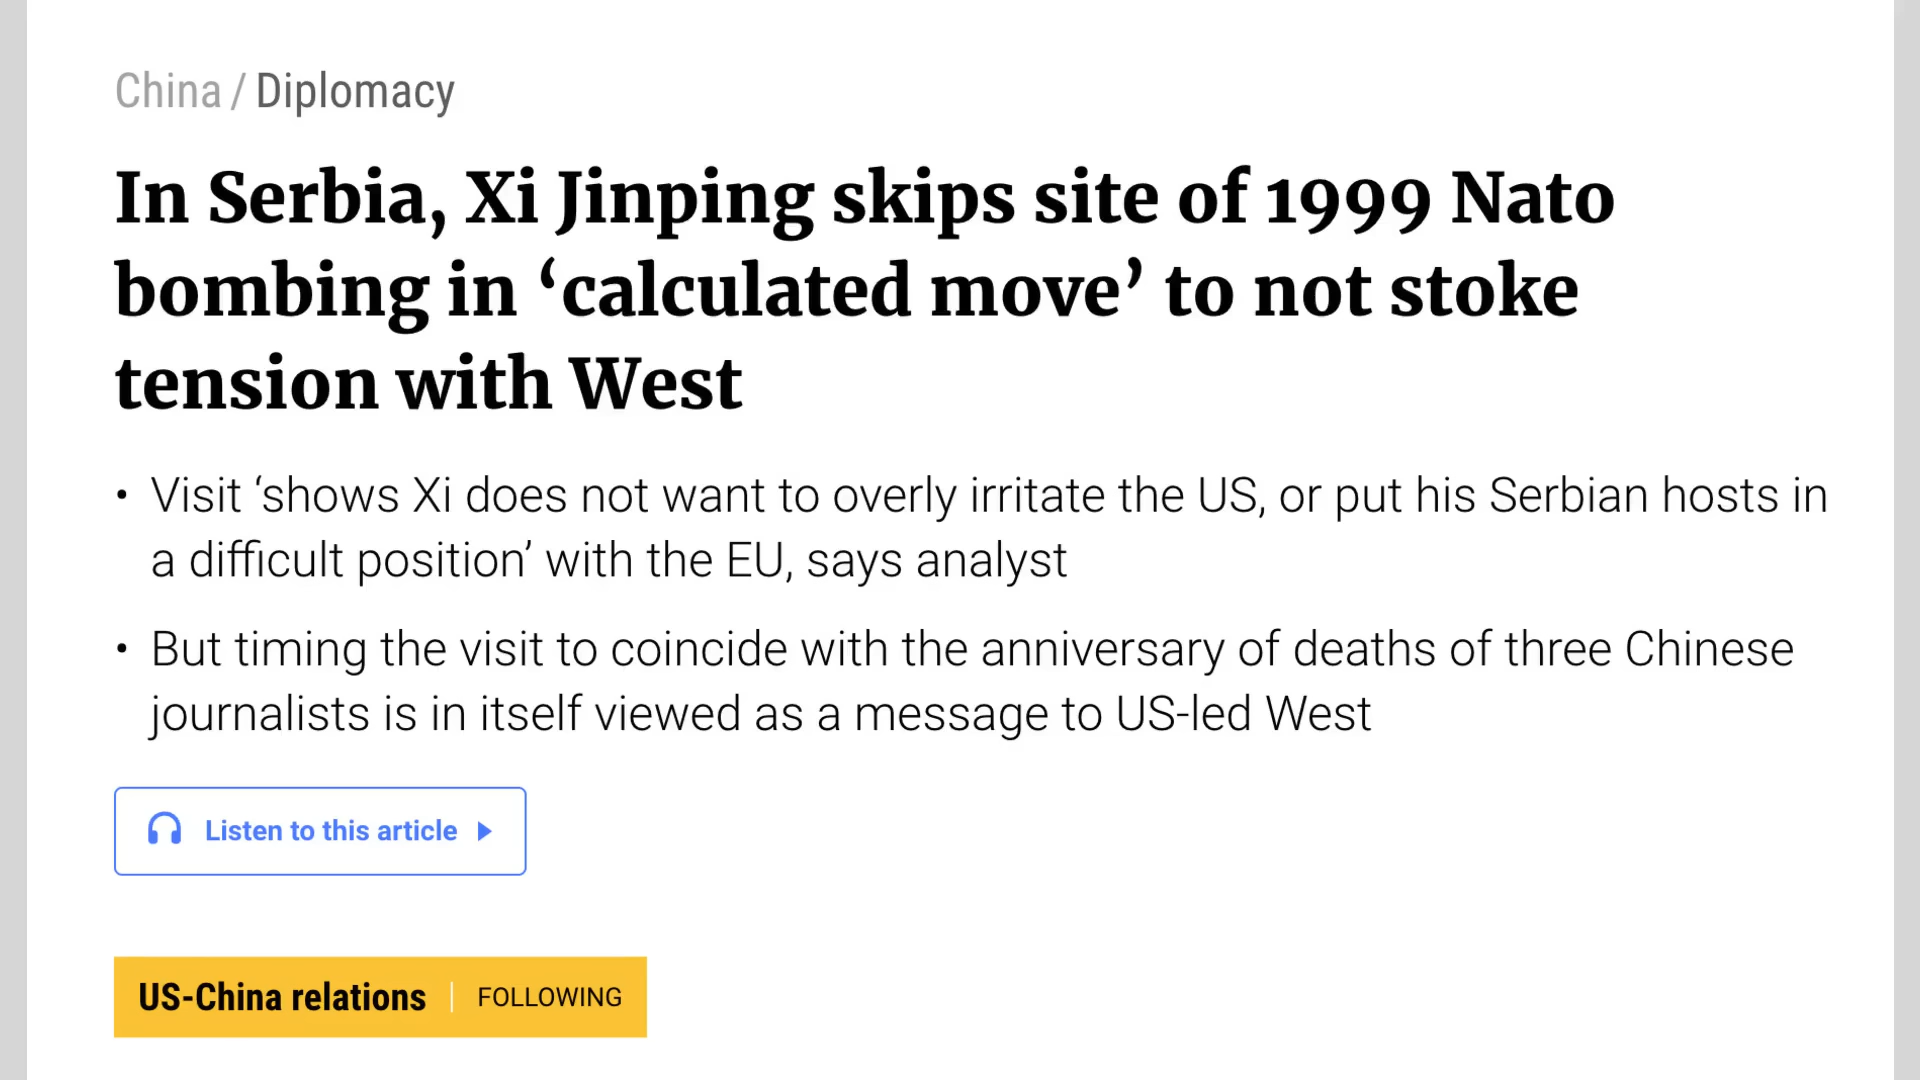 China / Diplomacy
In Serbia, Xi Jinping skips site of 1999 Nato
bombing in ‘calculated move’ to not stoke
tension with West
• Visit ‘shows Xi does not want to overly irritate the US, or put his Serbian hosts in
a difficult position’ with the EU, says analyst
• But timing the visit to coincide with the anniversary of deaths of three Chinese
journalists is in itself viewed as a message to US-led West
Listen to this article
US-China relations | FOLLOWING